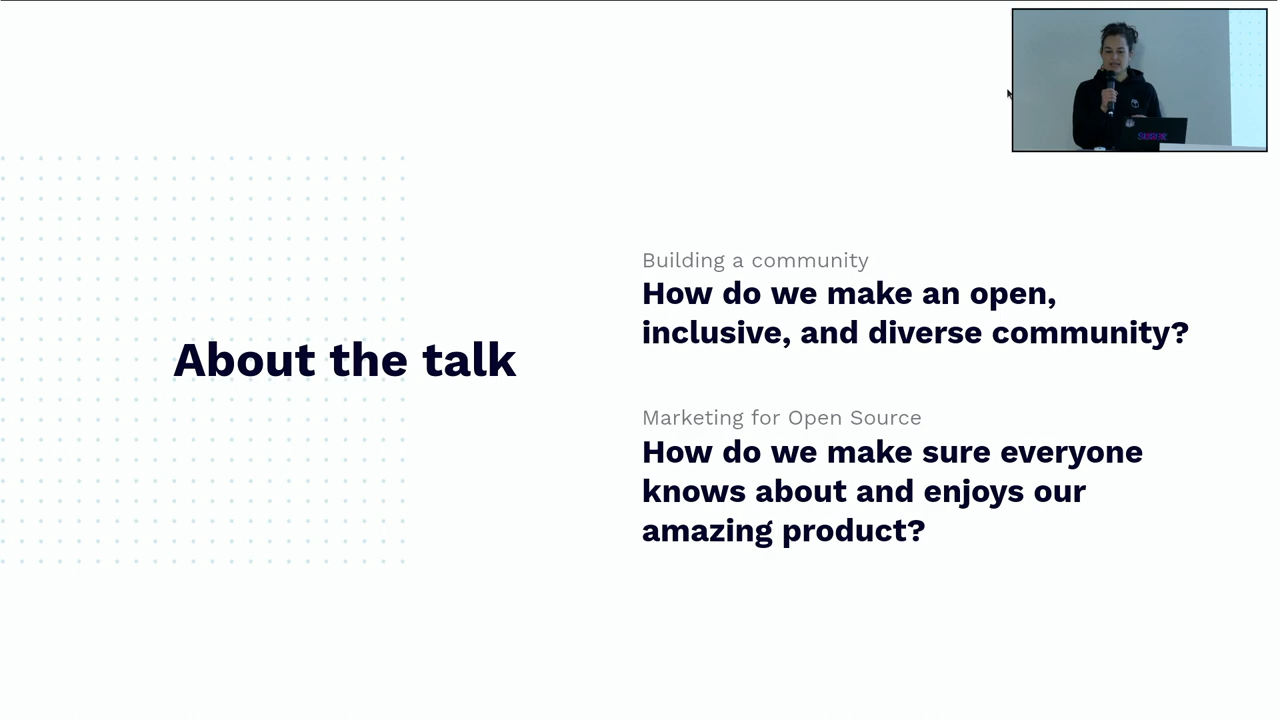 About the talk
Building a community
How do we make an open,
inclusive, and diverse community?
Marketing for Open Source
How do we make sure everyone
knows about and enjoys our
amazing product?